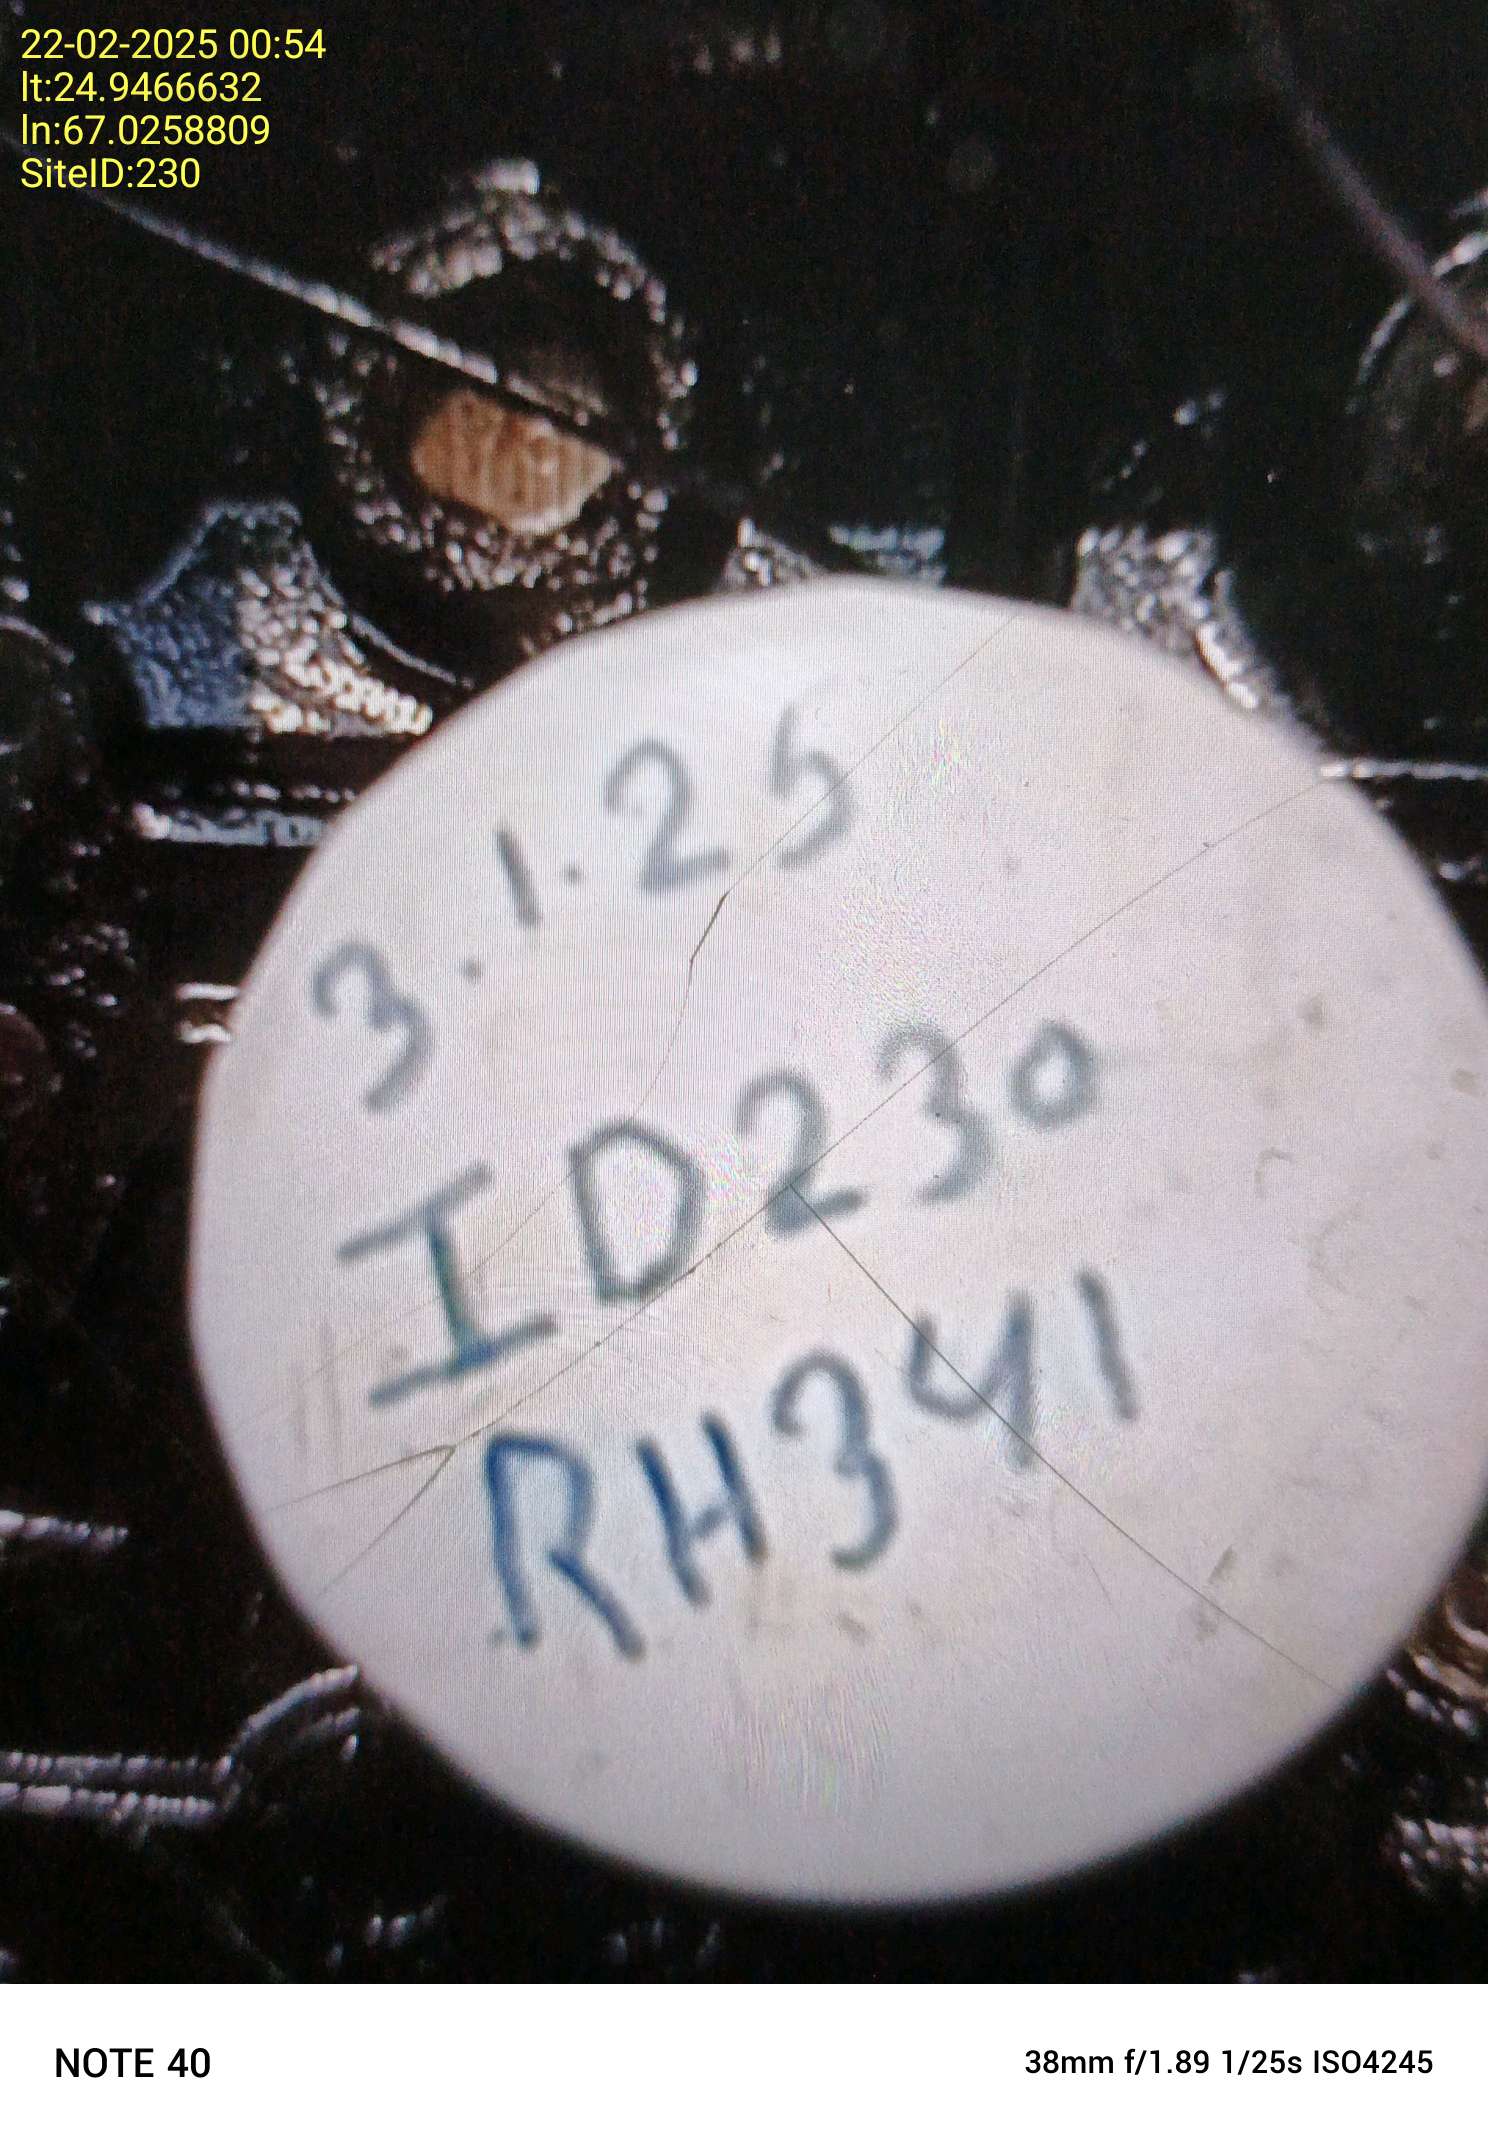 22-02-2025 00:54
lt:24.9466632
ln:67.0258809
SiteID:230
3.1.25
ID230
RH341
NOTE 40
38mm f/1.89 1/25s ISO4245